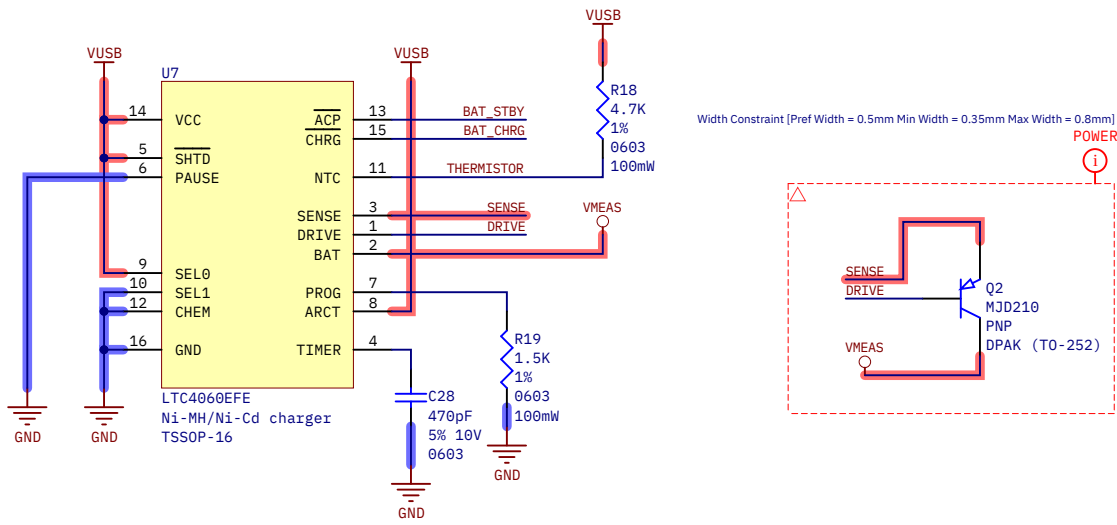 VUSB
VUSB
VUSB
U7
14 VCC
5 SHTD
6 PAUSE
9 SEL0
10 SEL1
12 CHEM
16 GND
ACP 13 BAT_STBY
CHRG 15 BAT_CHRG
NTC 11 THERMISTOR
SENSE 3 SENSE
DRIVE 1 DRIVE
BAT 2
VMEAS
PROG 7
ARCT 8
TIMER 4
LTC4060EFE
Ni-MH/Ni-Cd charger
TSSOP-16
GND
GND
R18
4.7K
1%
0603
100mW
R19
1.5K
1%
0603
100mW
GND
C28
470pF
5% 10V
0603
GND
Width Constraint [Pref Width = 0.5mm Min Width = 0.35mm Max Width = 0.8mm]
POWER
i
SENSE
DRIVE
Q2
MJD210
PNP
DPAK (TO-252)
VMEAS